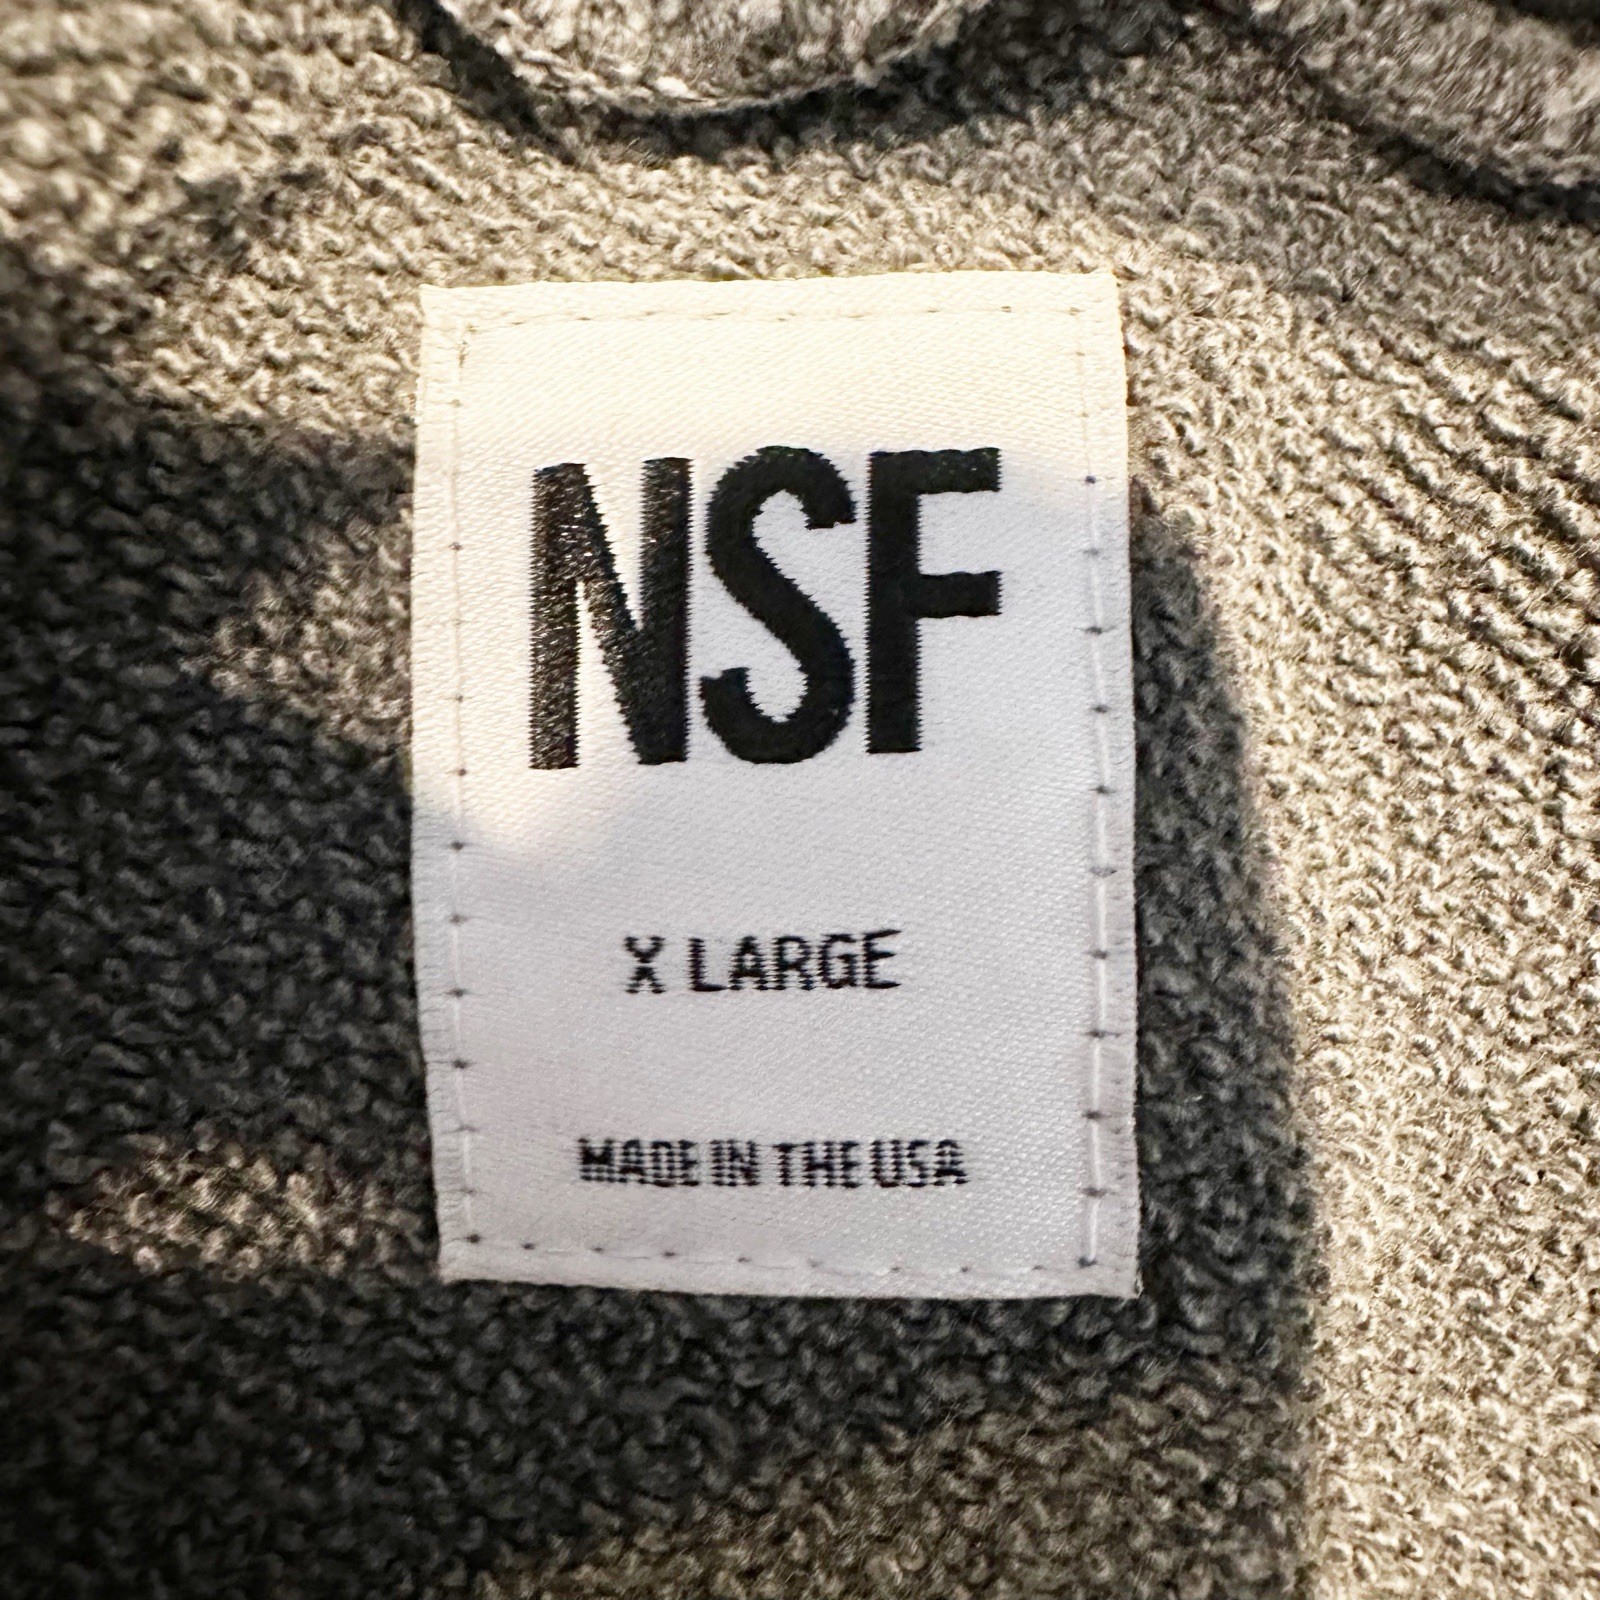 NSF
X LARGE
MADE IN THE USA